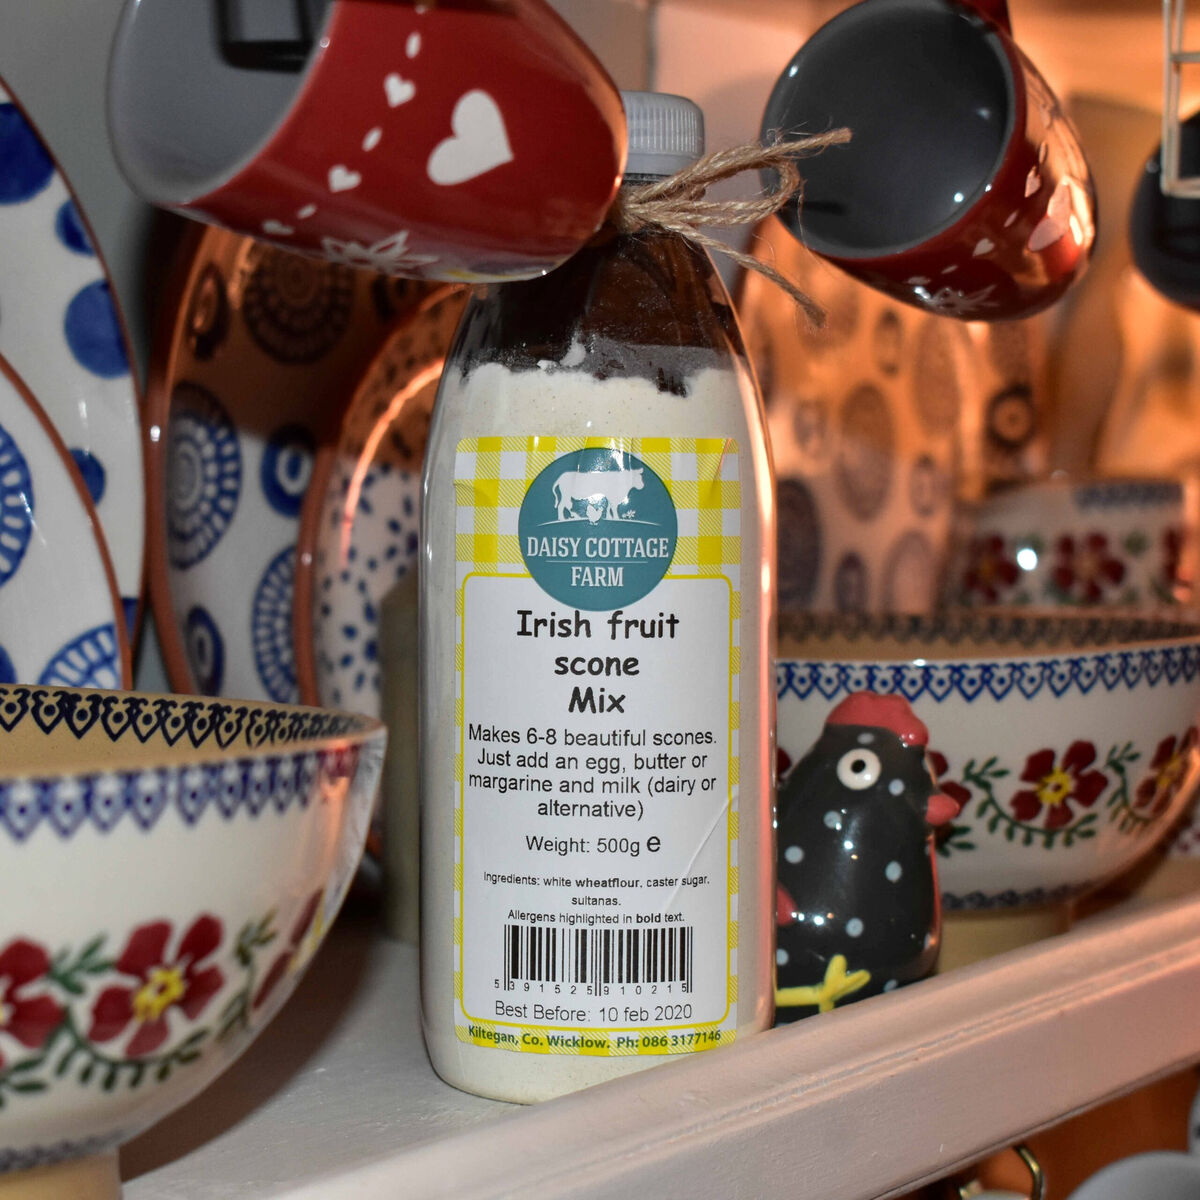 DAISY COTTAGE
FARM
Irish fruit
scone
Mix
Makes 6-8 beautiful scones.
Just add an egg, butter or
margarine and milk (dairy or
alternative)
Weight: 500g e
Ingredients: white wheatflour, caster sugar,
sultanas.
Allergens highlighted in bold text.
5 391525 910215
Best Before: 10 feb 2020
Kiltegan, Co. Wicklow. Ph: 086 3177146